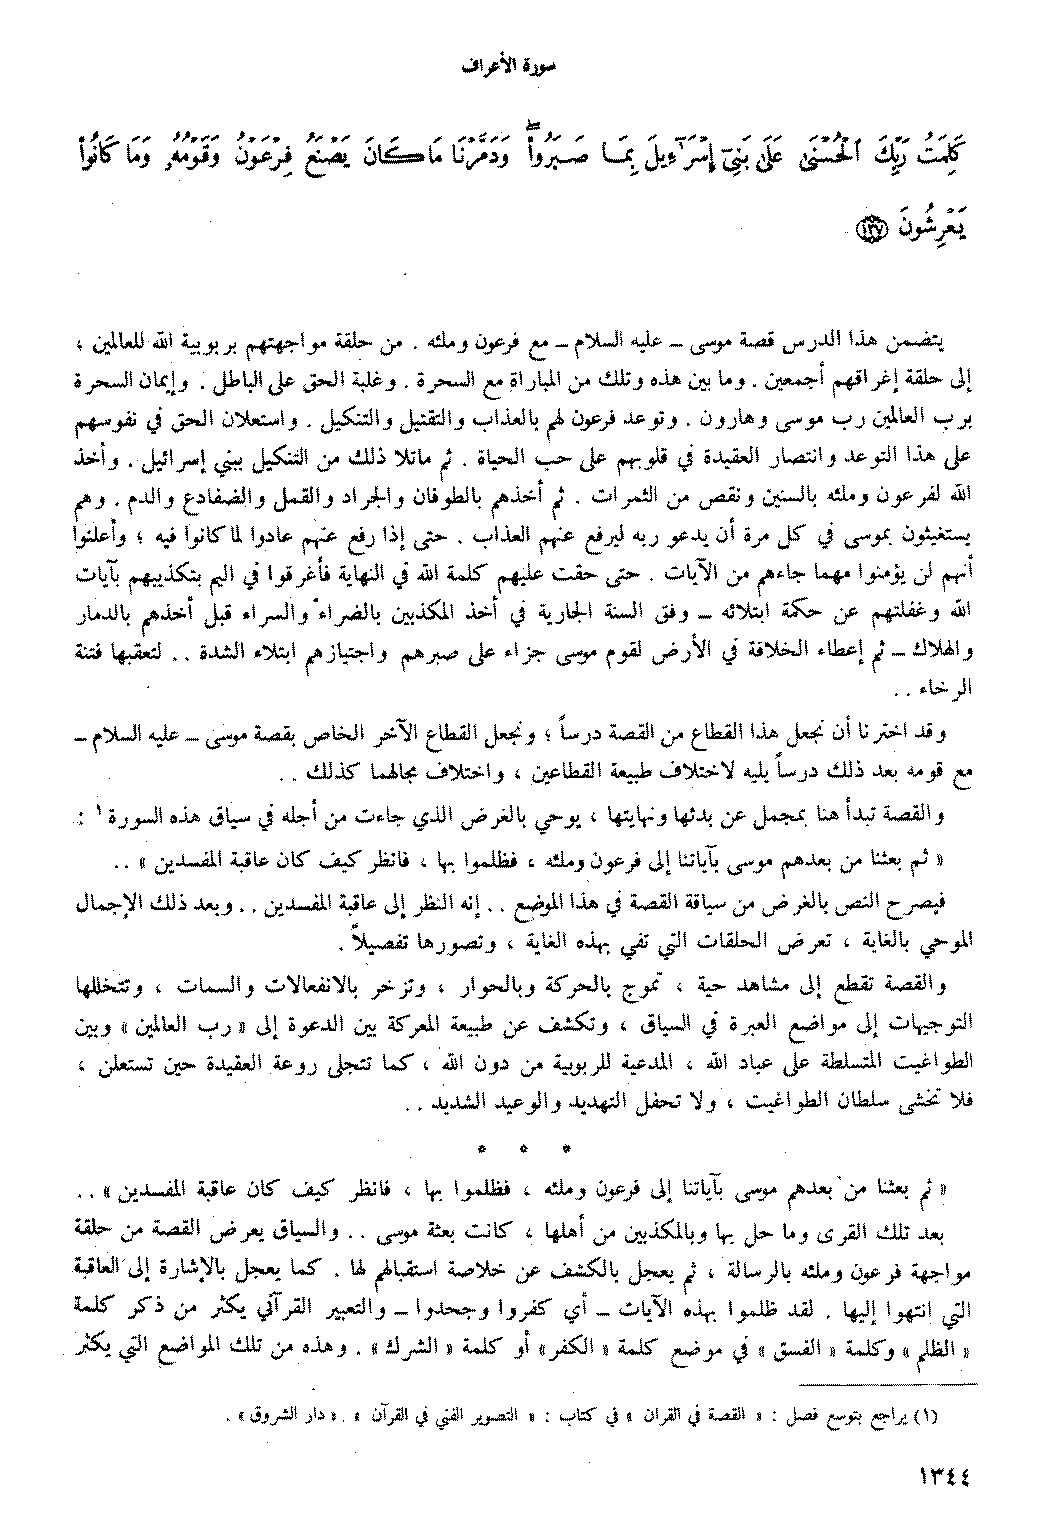 سورة الأعراف
كَلِمَتُ رَبِّكَ ٱلْحُسْنَىٰ عَلَىٰ بَنِىٓ إِسْرَـٰٓءِيلَ بِمَا صَبَرُوا۟ ۖ وَدَمَّرْنَا مَا كَانَ يَصْنَعُ فِرْعَوْنُ وَقَوْمُهُۥ وَمَا كَانُوا۟
يَعْرِشُونَ ١٣٧
يتضمن هذا الدرس قصة موسى – عليه السلام – مع فرعون وملئه . من حلقة مواجهتهم بربوبية الله للعالمين ؛
إلى حلقة إغراقهم أجمعين . وما بين هذه وتلك من المباراة مع السحرة . وغلبة الحق على الباطل . وإيمان السحرة
برب العالمين رب موسى وهارون . وتوعد فرعون لهم بالعذاب والتقتيل والتنكيل . واستعلان الحق في نفوسهم
على هذا التوعد وانتصار العقيدة في قلوبهم على حب الحياة . ثم ماتلا ذلك من التنكيل ببني إسرائيل . وأخذ
الله لفرعون وملئه بالسنين ونقص من الثمرات . ثم أخذهم بالطوفان والجراد والقمل والضفادع والدم . وهم
يستغيثون بموسى في كل مرة أن يدعو ربه ليرفع عنهم العذاب . حتى إذا رفع عنهم عادوا لما كانوا فيه ؛ وأعلنوا
أنهم لن يؤمنوا مهما جاءهم من الآيات . حتى حقت عليهم كلمة الله في النهاية فأغرقوا في اليم بتكذيبهم بآيات
الله وغفلتهم عن حكمة ابتلائه – وفق السنة الجارية في أخذ المكذبين بالضراء والسراء قبل أخذهم بالدمار
والهلاك – ثم إعطاء الخلافة في الأرض لقوم موسى جزاء على صبرهم واجتيازهم ابتلاء الشدة . . لتعقبها فتنة
الرخاء . .
وقد اخترنا أن نجعل هذا القطاع من القصة درساً ؛ ونجعل القطاع الآخر الخاص بقصة موسى – عليه السلام –
مع قومه بعد ذلك درساً يليه لاختلاف طبيعة القطاعين ، واختلاف مجالهما كذلك . .
والقصة تبدأ هنا بمجمل عن بدئها ونهايتها ، يوحي بالغرض الذي جاءت من أجله في سياق هذه السورة ١ :
« ثم بعثنا من بعدهم موسى بآياتنا إلى فرعون وملئه ، فظلموا بها ، فانظر كيف كان عاقبة المفسدين » . .
فيصرح النص بالغرض من سياقة القصة في هذا الموضع . . إنه النظر إلى عاقبة المفسدين . . وبعد ذلك الإجمال
الموحي بالغاية ، تعرض الحلقات التي تفي بهذه الغاية ، وتصورها تفصيلاً .
والقصة تقطع إلى مشاهد حية ، تموج بالحركة وبالحوار ، وتزخر بالانفعالات والسمات ، وتتخللها
التوجيهات إلى مواضع العبرة في السياق ، وتكشف عن طبيعة المعركة بين الدعوة إلى « رب العالمين » وبين
الطواغيت المتسلطة على عباد الله ، المدعية للربوبية من دون الله ، كما تتجلى روعة العقيدة حين تستعلن ،
فلا تخشى سلطان الطواغيت ، ولا تحفل التهديد والوعيد الشديد . .
* * *
« ثم بعثنا من بعدهم موسى بآياتنا إلى فرعون وملئه ، فظلموا بها ، فانظر كيف كان عاقبة المفسدين » . .
بعد تلك القرى وما حل بها وبالمكذبين من أهلها ، كانت بعثة موسى . . والسياق يعرض القصة من حلقة
مواجهة فرعون وملئه بالرسالة ، ثم يعجل بالكشف عن خلاصة استقبالهم لها . كما يعجل بالإشارة إلى العاقبة
التي انتهوا إليها . لقد ظلموا بهذه الآيات – أي كفروا وجحدوا – والتعبير القرآني يكثر من ذكر كلمة
« الظلم » وكلمة « الفسق » في موضع كلمة « الكفر » أو كلمة « الشرك » . وهذه من تلك المواضع التي يكثر
(١) يراجع بتوسع فصل : « القصة في القرآن » في كتاب : « التصوير الفني في القرآن » . « دار الشروق » .
١٣٤٤